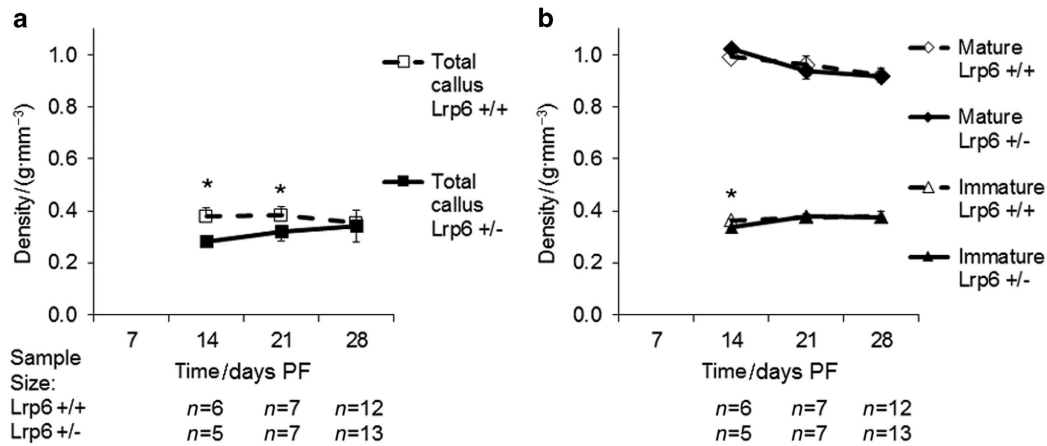 a
b
1.0
0.8
0.6
0.4
0.2
0.0
Density/(g·mm⁻³)
*
*
Total
callus
Lrp6 +/+
Total
callus
Lrp6 +/-
7 14 21 28
Time/days PF
1.0
0.8
0.6
0.4
0.2
0.0
Density/(g·mm⁻³)
*
Mature
Lrp6 +/+
Mature
Lrp6 +/-
Immature
Lrp6 +/+
Immature
Lrp6 +/-
7 14 21 28
Time/days PF
Sample
Size:
Lrp6 +/+ n=6 n=7 n=12 n=6 n=7 n=12
Lrp6 +/- n=5 n=7 n=13 n=5 n=7 n=13